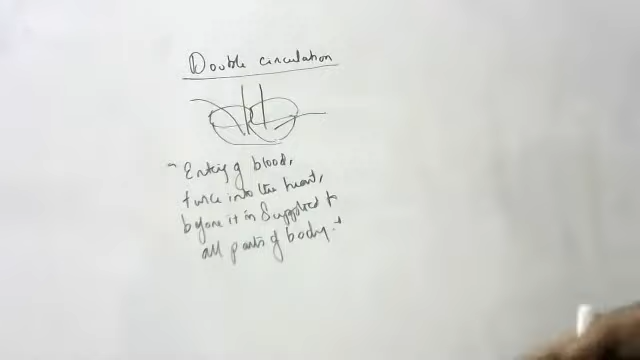 Double circulation
"Entry of blood,
twice into the heart,
before it is supplied to
all parts of body."